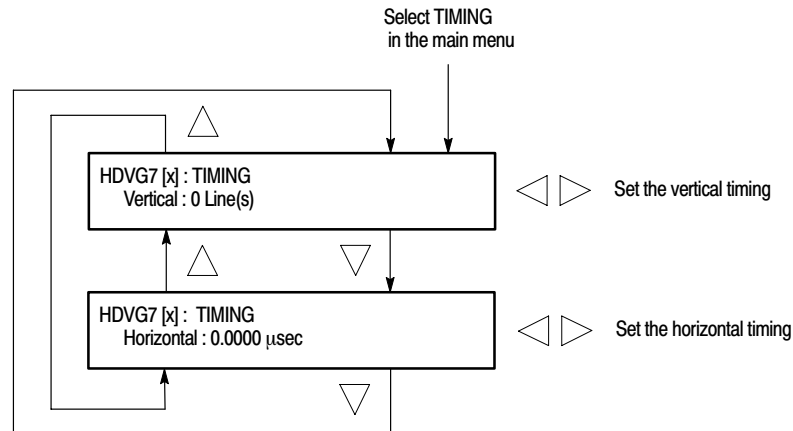 Select TIMING
in the main menu
HDVG7 [x] : TIMING
Vertical : 0 Line(s)
Set the vertical timing
HDVG7 [x] : TIMING
Horizontal : 0.0000 μsec
Set the horizontal timing